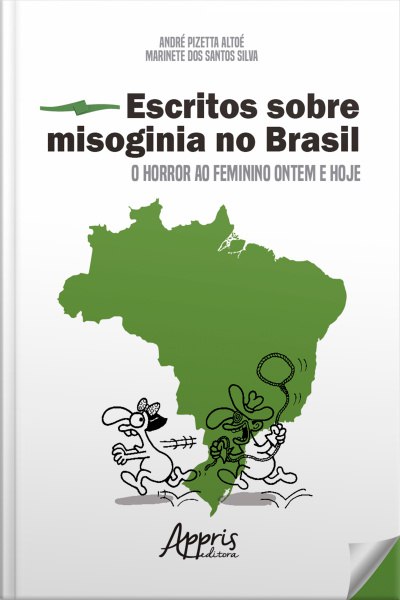 ANDRÉ PIZETTA ALTOÉ
MARINETE DOS SANTOS SILVA
Escritos sobre
misoginia no Brasil
O HORROR AO FEMININO ONTEM E HOJE
Appris
editora